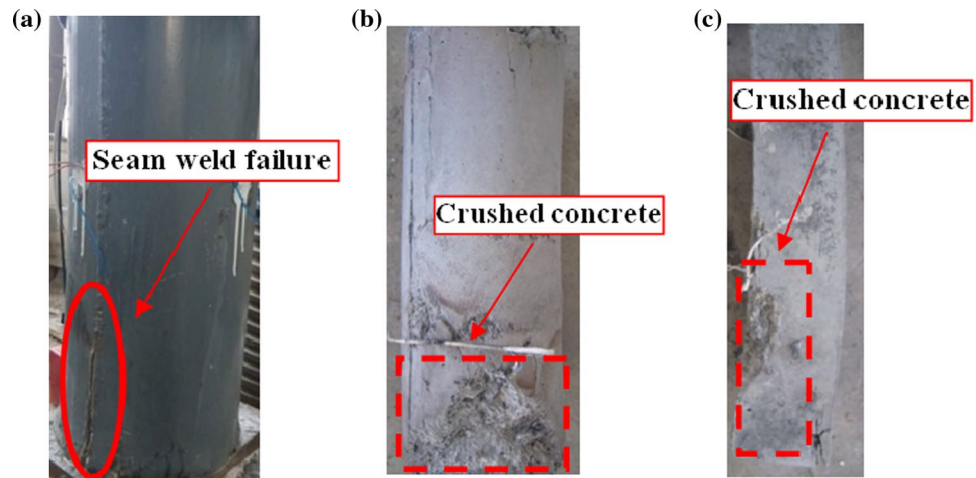 (a)
(b)
(c)
Seam weld failure
Crushed concrete
Crushed concrete